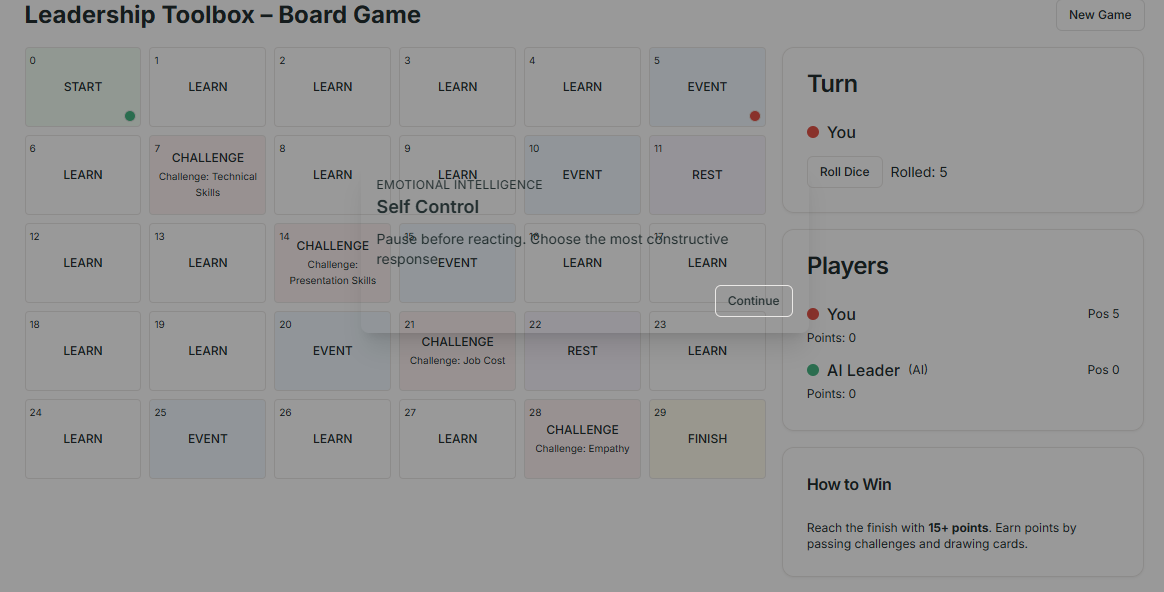 Leadership Toolbox – Board Game
New Game
0
START
1
LEARN
2
LEARN
3
LEARN
4
LEARN
5
EVENT
6
LEARN
7
CHALLENGE
Challenge: Technical
Skills
8
LEARN
9
LEARN
10
EVENT
11
REST
12
LEARN
13
LEARN
14
CHALLENGE
Challenge:
Presentation Skills
15
EVENT
16
LEARN
17
LEARN
18
LEARN
19
LEARN
20
EVENT
21
CHALLENGE
Challenge: Job Cost
22
REST
23
LEARN
24
LEARN
25
EVENT
26
LEARN
27
LEARN
28
CHALLENGE
Challenge: Empathy
29
FINISH
EMOTIONAL INTELLIGENCE
Self Control
Pause before reacting. Choose the most constructive
response.
Continue
Turn
You
Roll Dice Rolled: 5
Players
You Pos 5
Points: 0
AI Leader (AI) Pos 0
Points: 0
How to Win
Reach the finish with 15+ points. Earn points by
passing challenges and drawing cards.